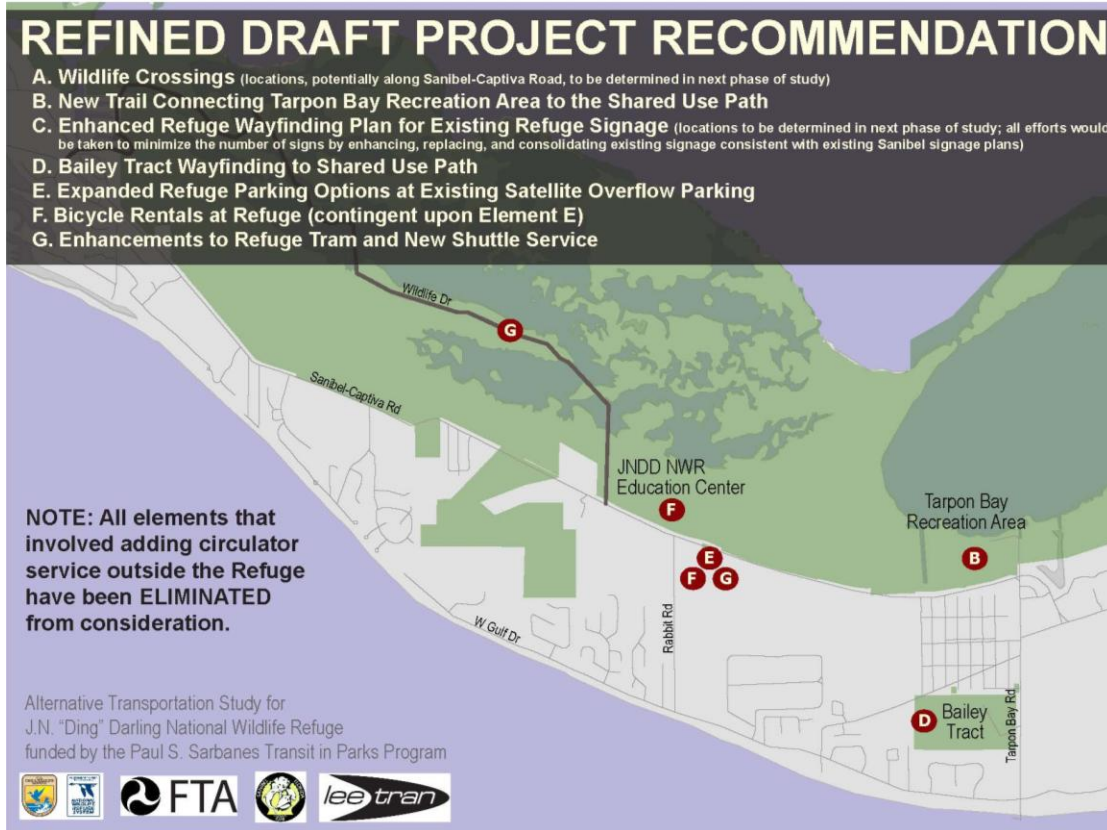 REFINED DRAFT PROJECT RECOMMENDATION
A. Wildlife Crossings (locations, potentially along Sanibel-Captiva Road, to be determined in next phase of study)
B. New Trail Connecting Tarpon Bay Recreation Area to the Shared Use Path
C. Enhanced Refuge Wayfinding Plan for Existing Refuge Signage (locations to be determined in next phase of study; all efforts would
be taken to minimize the number of signs by enhancing, replacing, and consolidating existing signage consistent with existing Sanibel signage plans)
D. Bailey Tract Wayfinding to Shared Use Path
E. Expanded Refuge Parking Options at Existing Satellite Overflow Parking
F. Bicycle Rentals at Refuge (contingent upon Element E)
G. Enhancements to Refuge Tram and New Shuttle Service
Wildlife Dr
G
Sanibel-Captiva Rd
JNDD NWR
Education Center
F
Tarpon Bay
Recreation Area
B
E
F G
Rabbit Rd
W Gulf Dr
D
Bailey
Tract
Tarpon Bay Rd
NOTE: All elements that
involved adding circulator
service outside the Refuge
have been ELIMINATED
from consideration.
Alternative Transportation Study for
J.N. "Ding" Darling National Wildlife Refuge
funded by the Paul S. Sarbanes Transit in Parks Program
FTA
lee tran